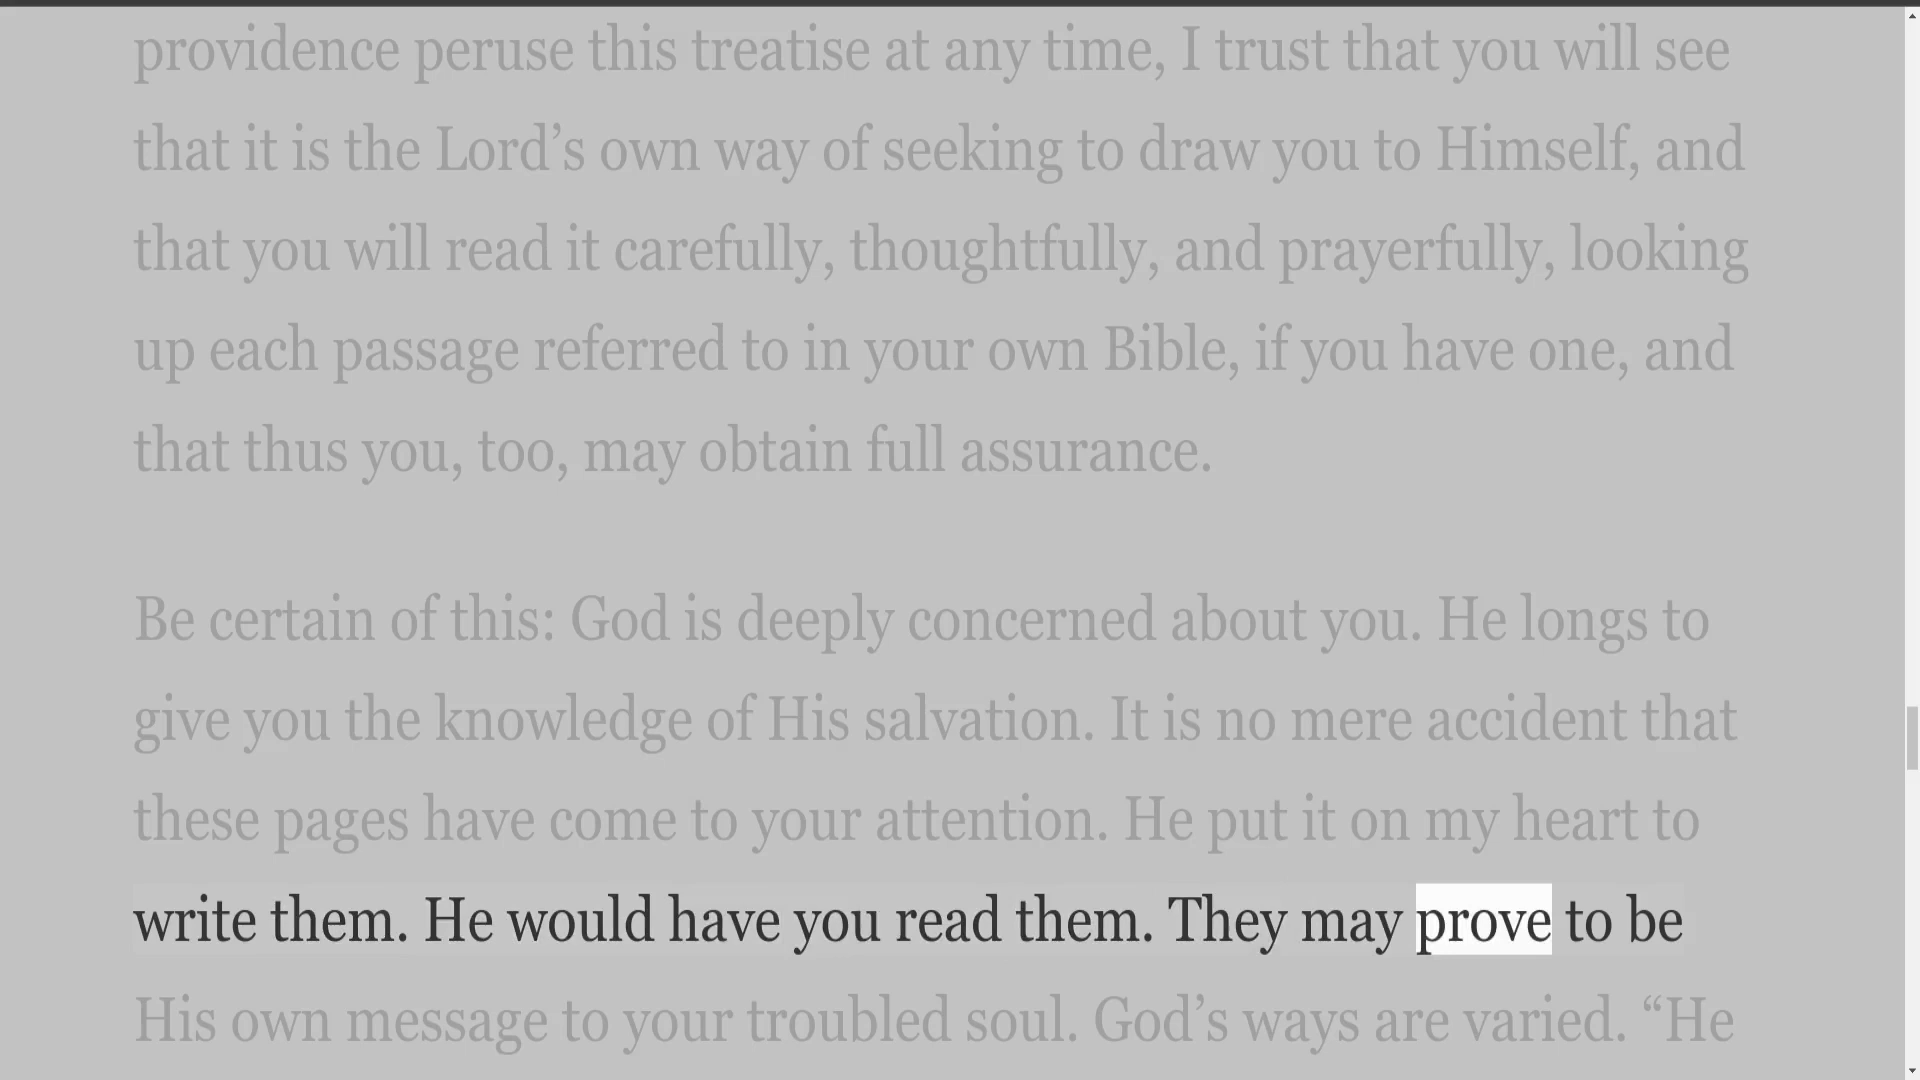 providence peruse this treatise at any time, I trust that you will see
that it is the Lord’s own way of seeking to draw you to Himself, and
that you will read it carefully, thoughtfully, and prayerfully, looking
up each passage referred to in your own Bible, if you have one, and
that thus you, too, may obtain full assurance.
Be certain of this: God is deeply concerned about you. He longs to
give you the knowledge of His salvation. It is no mere accident that
these pages have come to your attention. He put it on my heart to
write them. He would have you read them. They may prove to be
His own message to your troubled soul. God’s ways are varied. “He